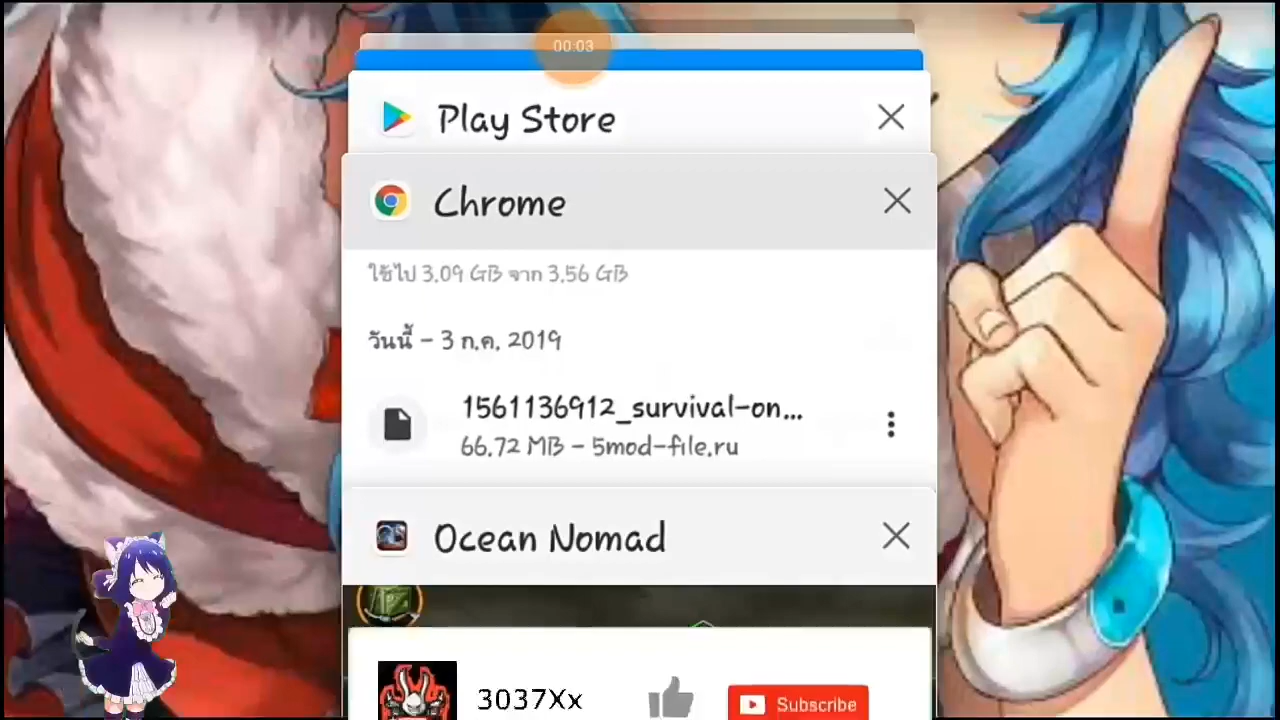 00:03
Play Store
Chrome
ใช้ไป 3.09 GB จาก 3.56 GB
วันนี้ – 3 ก.ค. 2019
1561136912_survival-on...
66.72 MB – 5mod-file.ru
Ocean Nomad
3037Xx
Subscribe